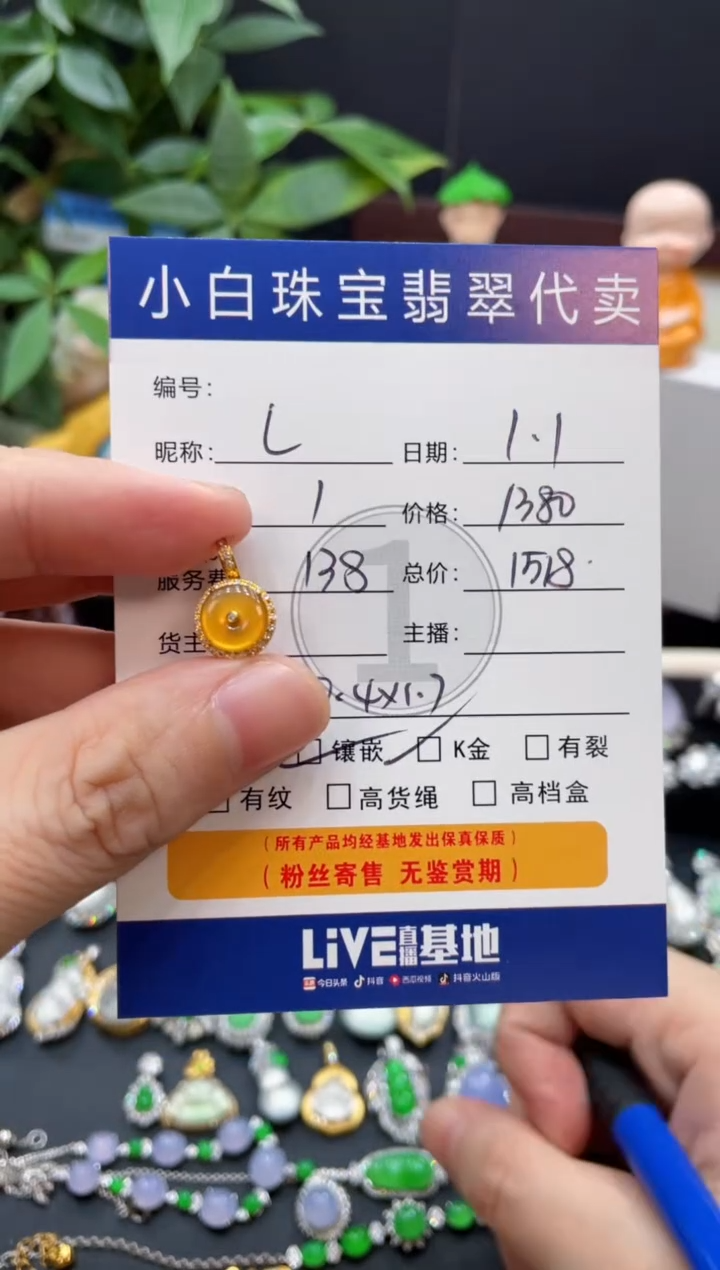 小白珠宝翡翠代卖
编号:
昵称: L 日期: 1.1
1 价格: 1380
服务费 138 总价: 1518
货主 主播:
.4x1.7
镶嵌 K金 有裂
有纹 高货绳 高档盒
(所有产品均经基地发出保真保质)
(粉丝寄售 无鉴赏期)
LiVE直播基地
今日头条 抖音 西瓜视频 抖音火山版